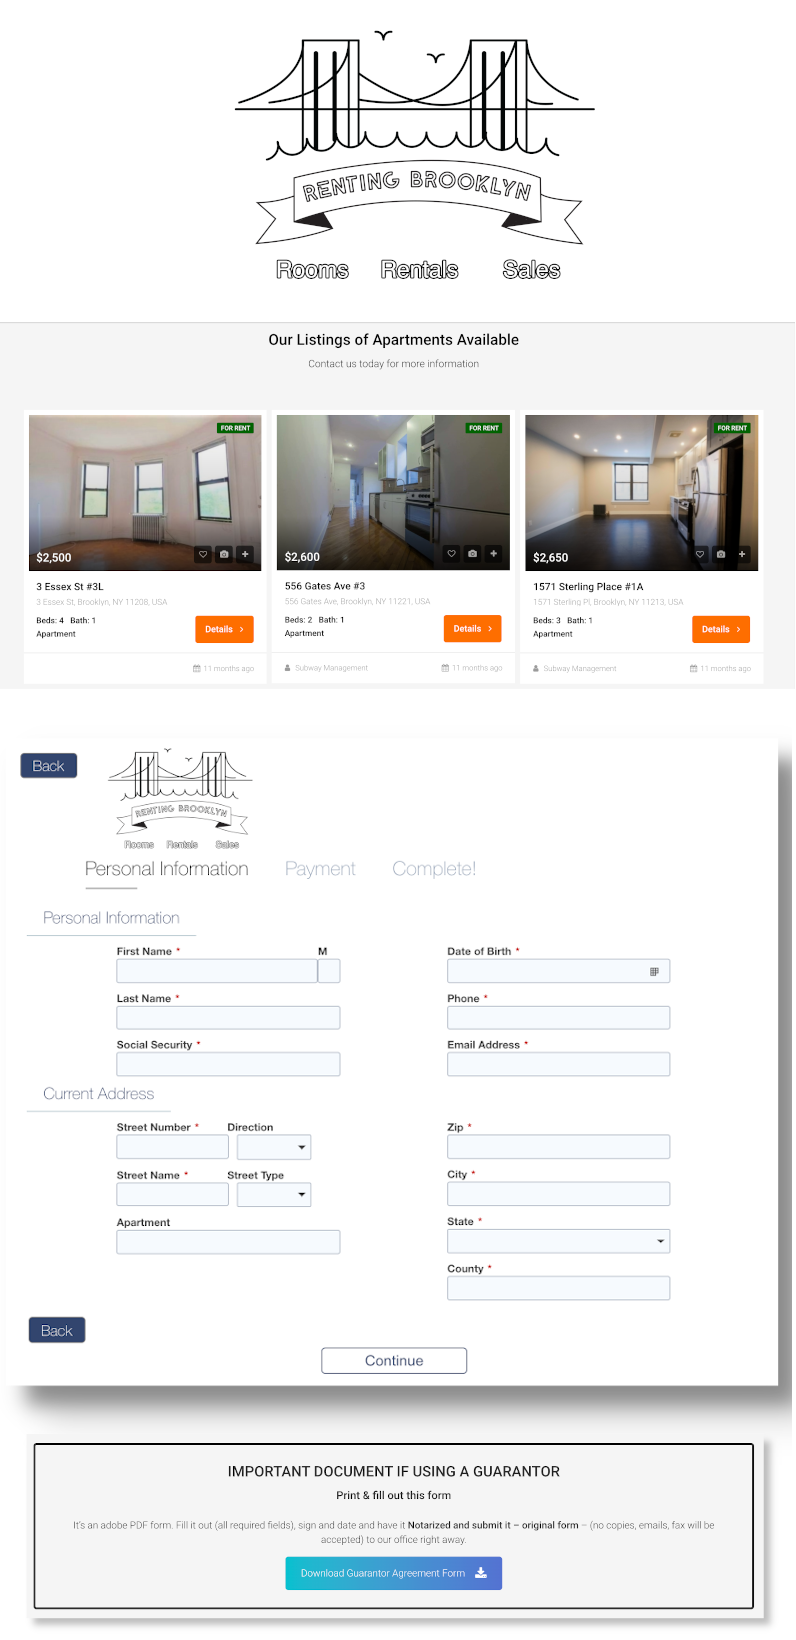 RENTING BROOKLYN
Rooms Rentals Sales
Our Listings of Apartments Available
Contact us today for more information
FOR RENT
$2,500
3 Essex St #3L
3 Essex St, Brooklyn, NY 11208, USA
Beds: 4 Bath: 1
Apartment
Details
11 months ago
FOR RENT
$2,600
556 Gates Ave #3
556 Gates Ave, Brooklyn, NY 11221, USA
Beds: 2 Bath: 1
Apartment
Details
Subway Management
11 months ago
FOR RENT
$2,650
1571 Sterling Place #1A
1571 Sterling Pl, Brooklyn, NY 11213, USA
Beds: 3 Bath: 1
Apartment
Details
Subway Management
11 months ago
Back
RENTING BROOKLYN
Rooms Rentals Sales
Personal Information Payment Complete!
Personal Information
First Name * M
Date of Birth *
Last Name *
Phone *
Social Security *
Email Address *
Current Address
Street Number * Direction
Zip *
Street Name * Street Type
City *
Apartment
State *
County *
Back
Continue
IMPORTANT DOCUMENT IF USING A GUARANTOR
Print & fill out this form
It's an adobe PDF form. Fill it out (all required fields), sign and date and have it Notarized and submit it – original form – (no copies, emails, fax will be
accepted) to our office right away.
Download Guarantor Agreement Form